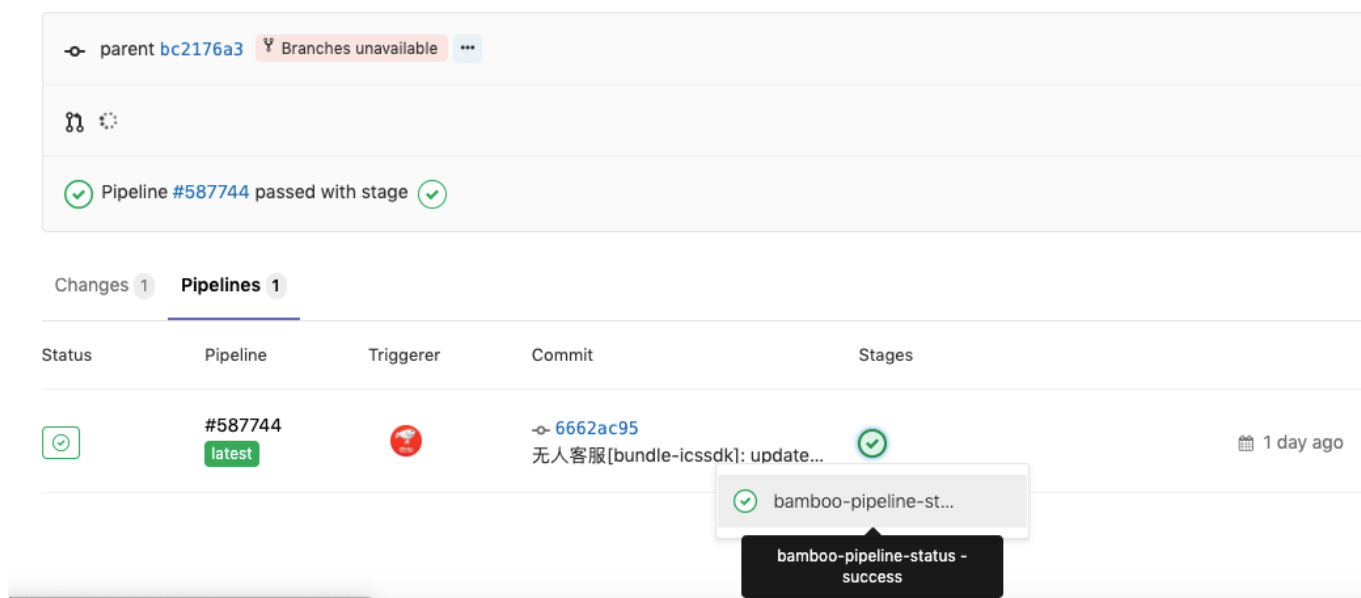 parent bc2176a3 Branches unavailable ...
Pipeline #587744 passed with stage
Changes 1 Pipelines 1
Status Pipeline Triggerer Commit Stages
#587744
latest
6662ac95
无人客服[bundle-icssdk]: update...
1 day ago
bamboo-pipeline-st...
bamboo-pipeline-status -
success